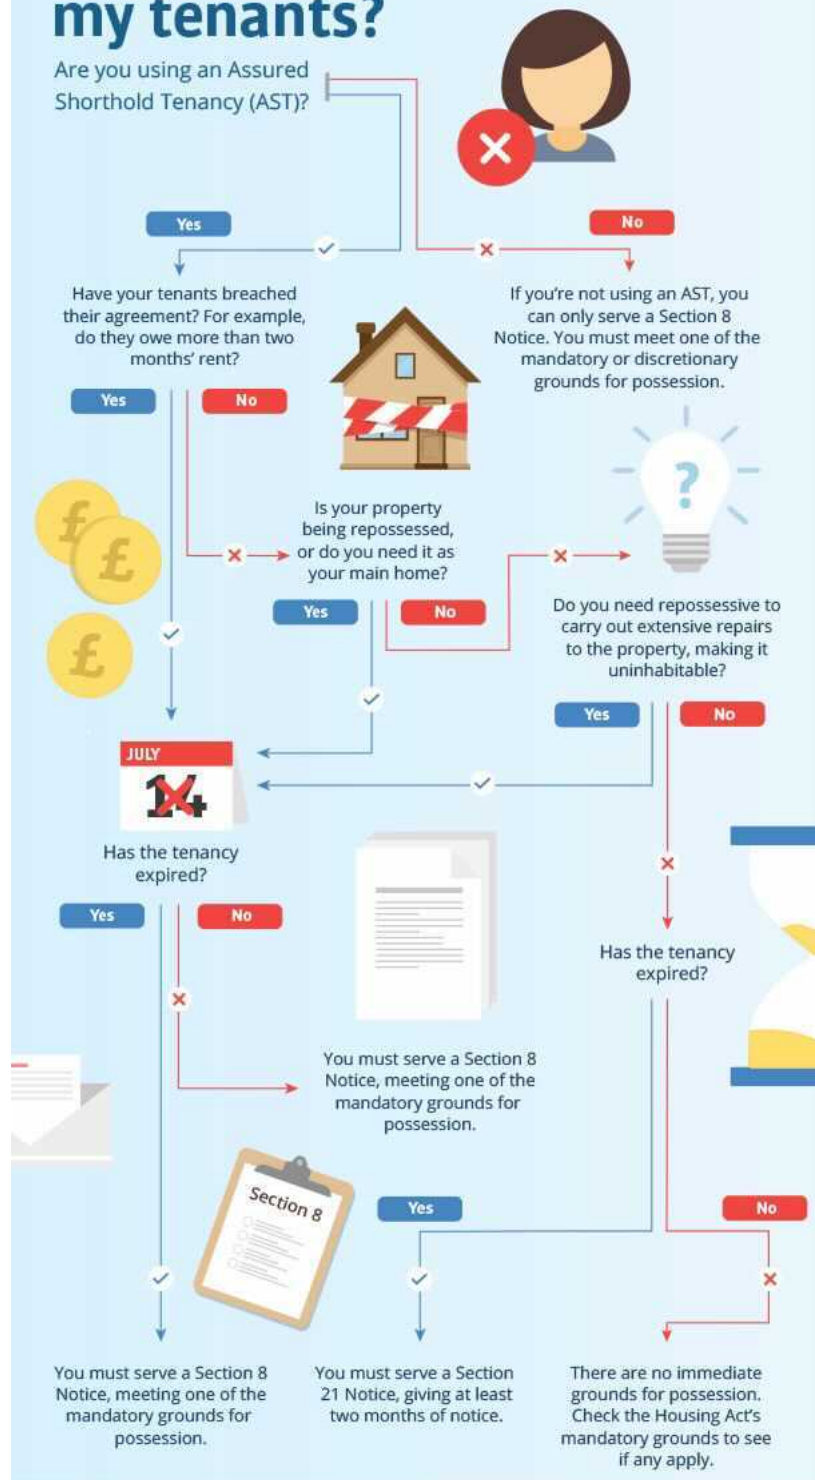 my tenants?
Are you using an Assured
Shorthold Tenancy (AST)?
Yes
No
Have your tenants breached
their agreement? For example,
do they owe more than two
months' rent?
If you're not using an AST, you
can only serve a Section 8
Notice. You must meet one of the
mandatory or discretionary
grounds for possession.
Yes
No
?
£
£
£
Is your property
being repossessed,
or do you need it as
your main home?
Yes
No
Do you need repossessive to
carry out extensive repairs
to the property, making it
uninhabitable?
Yes
No
JULY
14
Has the tenancy
expired?
Yes
No
Has the tenancy
expired?
You must serve a Section 8
Notice, meeting one of the
mandatory grounds for
possession.
Section 8
Yes
No
You must serve a Section 8
Notice, meeting one of the
mandatory grounds for
possession.
You must serve a Section
21 Notice, giving at least
two months of notice.
There are no immediate
grounds for possession.
Check the Housing Act's
mandatory grounds to see
if any apply.